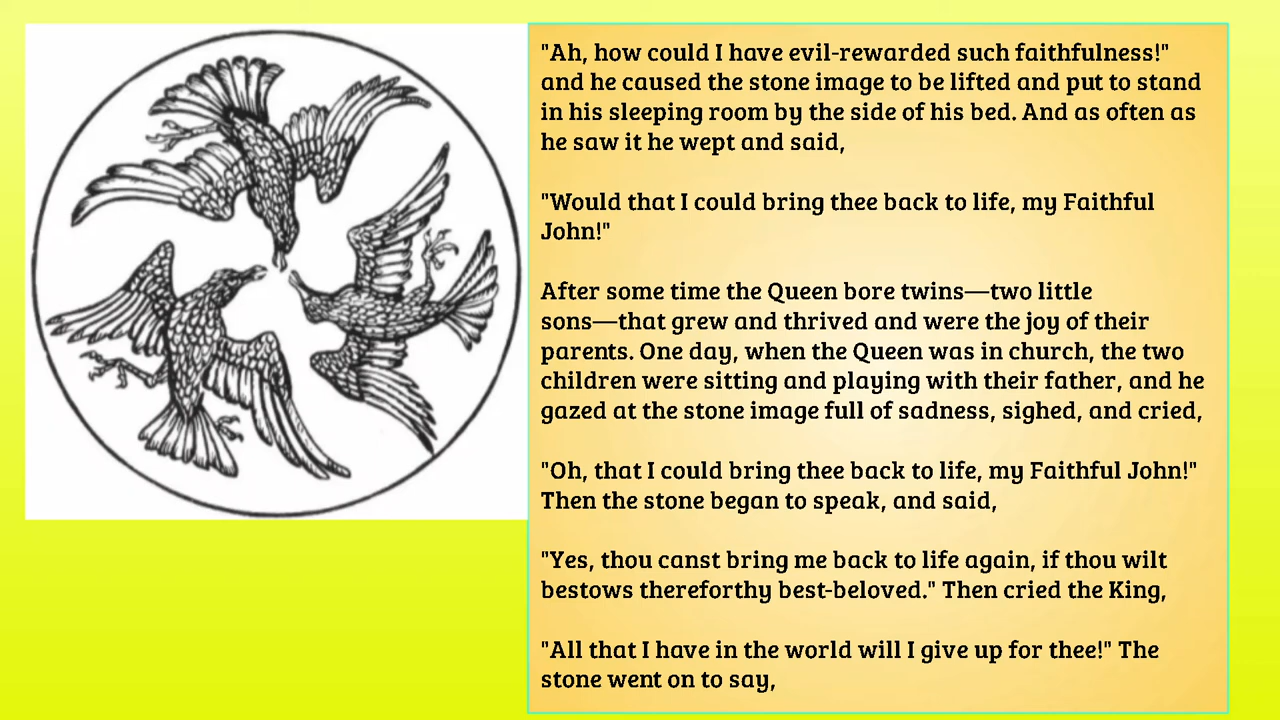 "Ah, how could I have evil-rewarded such faithfulness!"
and he caused the stone image to be lifted and put to stand
in his sleeping room by the side of his bed. And as often as
he saw it he wept and said,
"Would that I could bring thee back to life, my Faithful
John!"
After some time the Queen bore twins—two little
sons—that grew and thrived and were the joy of their
parents. One day, when the Queen was in church, the two
children were sitting and playing with their father, and he
gazed at the stone image full of sadness, sighed, and cried,
"Oh, that I could bring thee back to life, my Faithful John!"
Then the stone began to speak, and said,
"Yes, thou canst bring me back to life again, if thou wilt
bestows thereforthy best-beloved." Then cried the King,
"All that I have in the world will I give up for thee!" The
stone went on to say,